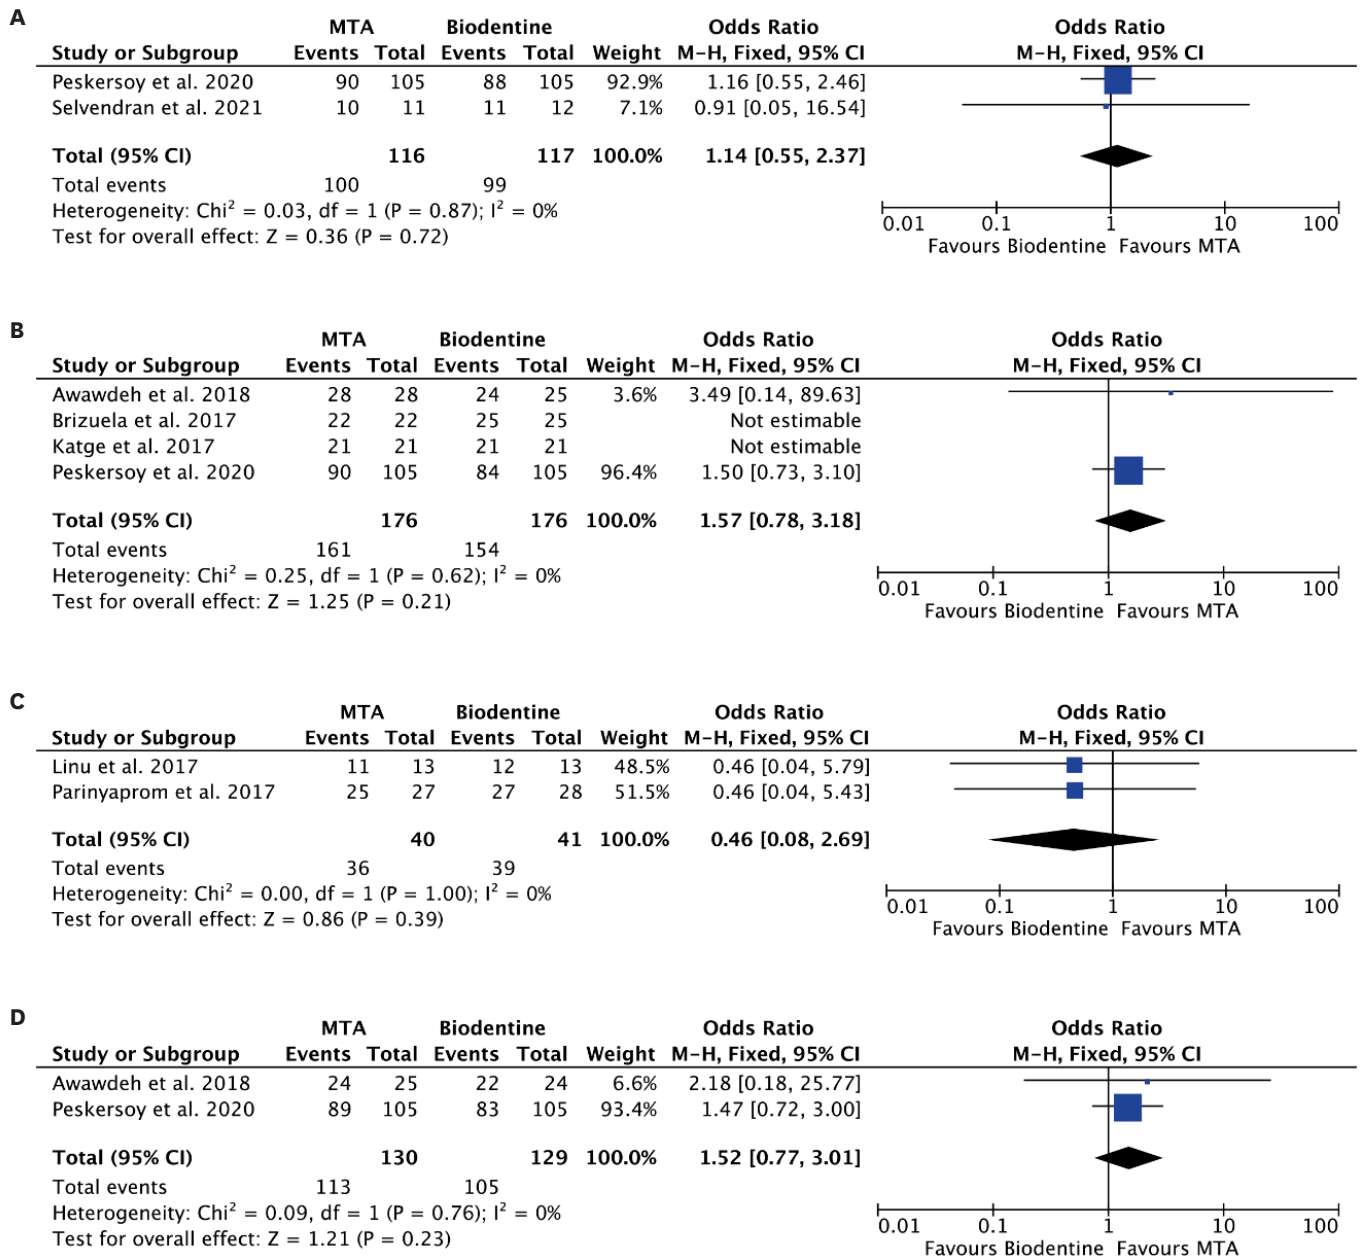 A
MTA Biodentine Odds Ratio Odds Ratio
Study or Subgroup Events Total Events Total Weight M-H, Fixed, 95% CI M-H, Fixed, 95% CI
Peskersoy et al. 2020 90 105 88 105 92.9% 1.16 [0.55, 2.46]
Selvendran et al. 2021 10 11 11 12 7.1% 0.91 [0.05, 16.54]
Total (95% CI) 116 117 100.0% 1.14 [0.55, 2.37]
Total events 100 99
Heterogeneity: Chi² = 0.03, df = 1 (P = 0.87); I² = 0%
Test for overall effect: Z = 0.36 (P = 0.72)
0.01 0.1 1 10 100
Favours Biodentine Favours MTA
B
MTA Biodentine Odds Ratio Odds Ratio
Study or Subgroup Events Total Events Total Weight M-H, Fixed, 95% CI M-H, Fixed, 95% CI
Awawdeh et al. 2018 28 28 24 25 3.6% 3.49 [0.14, 89.63]
Brizuela et al. 2017 22 22 25 25 Not estimable
Katge et al. 2017 21 21 21 21 Not estimable
Peskersoy et al. 2020 90 105 84 105 96.4% 1.50 [0.73, 3.10]
Total (95% CI) 176 176 100.0% 1.57 [0.78, 3.18]
Total events 161 154
Heterogeneity: Chi² = 0.25, df = 1 (P = 0.62); I² = 0%
Test for overall effect: Z = 1.25 (P = 0.21)
0.01 0.1 1 10 100
Favours Biodentine Favours MTA
C
MTA Biodentine Odds Ratio Odds Ratio
Study or Subgroup Events Total Events Total Weight M-H, Fixed, 95% CI M-H, Fixed, 95% CI
Linu et al. 2017 11 13 12 13 48.5% 0.46 [0.04, 5.79]
Parinyaprom et al. 2017 25 27 27 28 51.5% 0.46 [0.04, 5.43]
Total (95% CI) 40 41 100.0% 0.46 [0.08, 2.69]
Total events 36 39
Heterogeneity: Chi² = 0.00, df = 1 (P = 1.00); I² = 0%
Test for overall effect: Z = 0.86 (P = 0.39)
0.01 0.1 1 10 100
Favours Biodentine Favours MTA
D
MTA Biodentine Odds Ratio Odds Ratio
Study or Subgroup Events Total Events Total Weight M-H, Fixed, 95% CI M-H, Fixed, 95% CI
Awawdeh et al. 2018 24 25 22 24 6.6% 2.18 [0.18, 25.77]
Peskersoy et al. 2020 89 105 83 105 93.4% 1.47 [0.72, 3.00]
Total (95% CI) 130 129 100.0% 1.52 [0.77, 3.01]
Total events 113 105
Heterogeneity: Chi² = 0.09, df = 1 (P = 0.76); I² = 0%
Test for overall effect: Z = 1.21 (P = 0.23)
0.01 0.1 1 10 100
Favours Biodentine Favours MTA